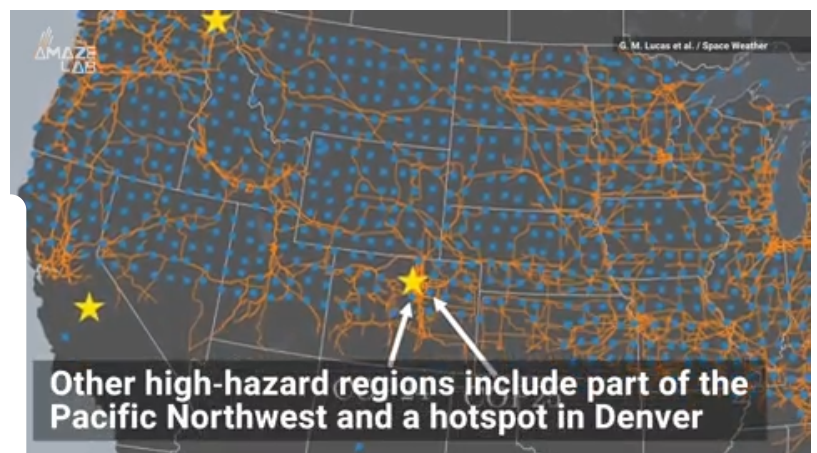 AMAZE
LAB
G. M. Lucas et al. / Space Weather
Other high-hazard regions include part of the
Pacific Northwest and a hotspot in Denver